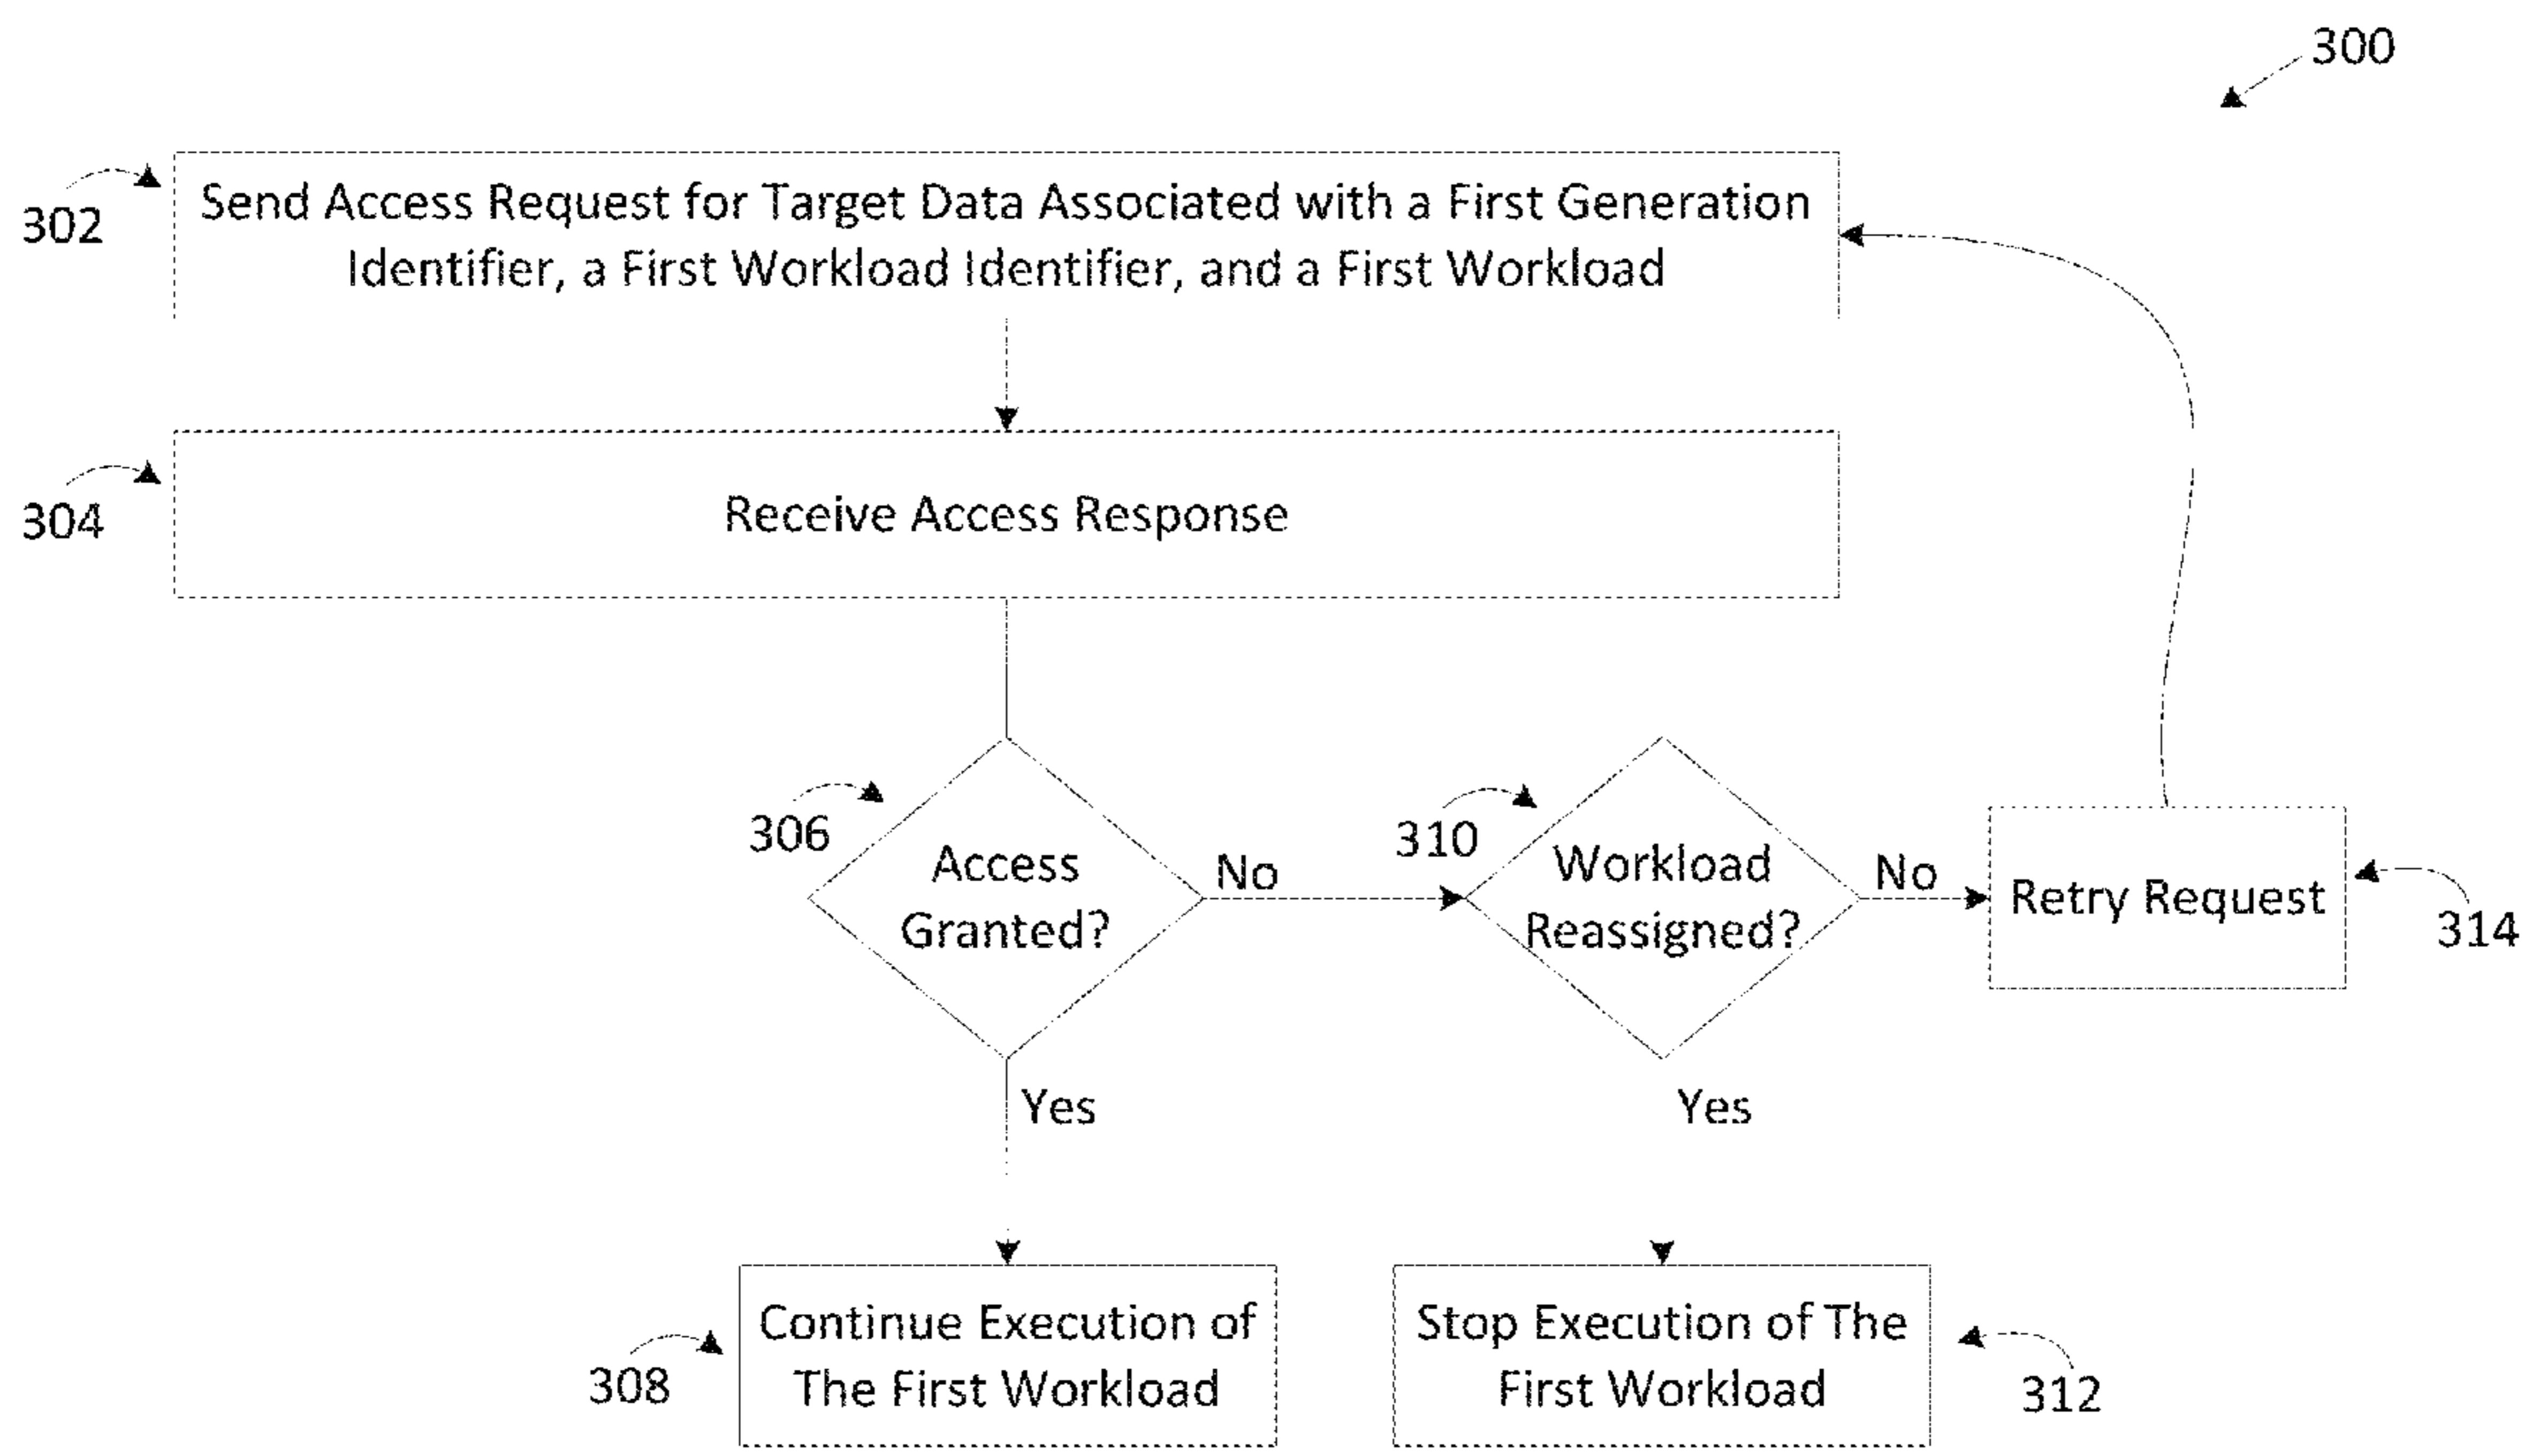 300
302
Send Access Request for Target Data Associated with a First Generation
Identifier, a First Workload Identifier, and a First Workload
304
Receive Access Response
306
Access
Granted?
No
310
Workload
Reassigned?
No
Retry Request
314
Yes
Yes
308
Continue Execution of
The First Workload
Stop Execution of The
First Workload
312